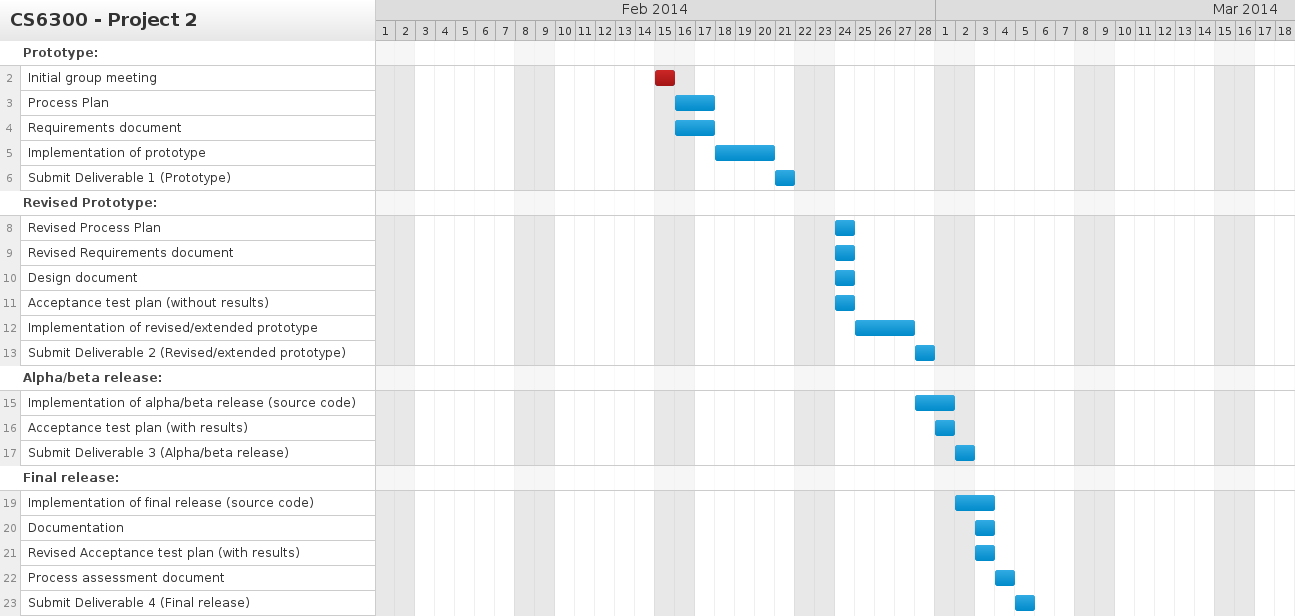 CS6300 - Project 2
Feb 2014 Mar 2014
1 2 3 4 5 6 7 8 9 10 11 12 13 14 15 16 17 18 19 20 21 22 23 24 25 26 27 28 1 2 3 4 5 6 7 8 9 10 11 12 13 14 15 16 17 18
Prototype:
2 Initial group meeting
3 Process Plan
4 Requirements document
5 Implementation of prototype
6 Submit Deliverable 1 (Prototype)
Revised Prototype:
8 Revised Process Plan
9 Revised Requirements document
10 Design document
11 Acceptance test plan (without results)
12 Implementation of revised/extended prototype
13 Submit Deliverable 2 (Revised/extended prototype)
Alpha/beta release:
15 Implementation of alpha/beta release (source code)
16 Acceptance test plan (with results)
17 Submit Deliverable 3 (Alpha/beta release)
Final release:
19 Implementation of final release (source code)
20 Documentation
21 Revised Acceptance test plan (with results)
22 Process assessment document
23 Submit Deliverable 4 (Final release)